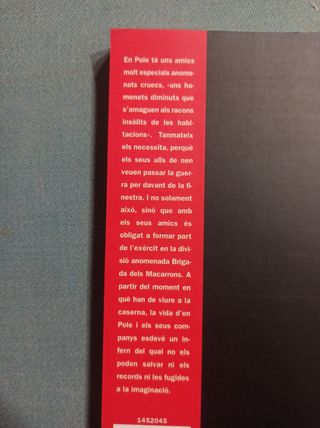 En Pole té uns amics
molt especials anome-
nats cruecs, «uns ho-
menets diminuts que
s'amaguen als racons
insòlits de les habi-
tacions». Tanmateix
els necessita, perquè
els seus ulls de nen
veuen passar la guer-
ra per davant de la fi-
nestra. I no solament
això, sinó que amb
els seus amics és
obligat a formar part
de l'exèrcit en la divi-
sió anomenada Briga-
da dels Macarrons. A
partir del moment en
què han de viure a la
caserna, la vida d'en
Pole i els seus com-
panys esdevé un in-
fern del qual no els
poden salvar ni els
records ni les fugides
a la imaginació.
1452045